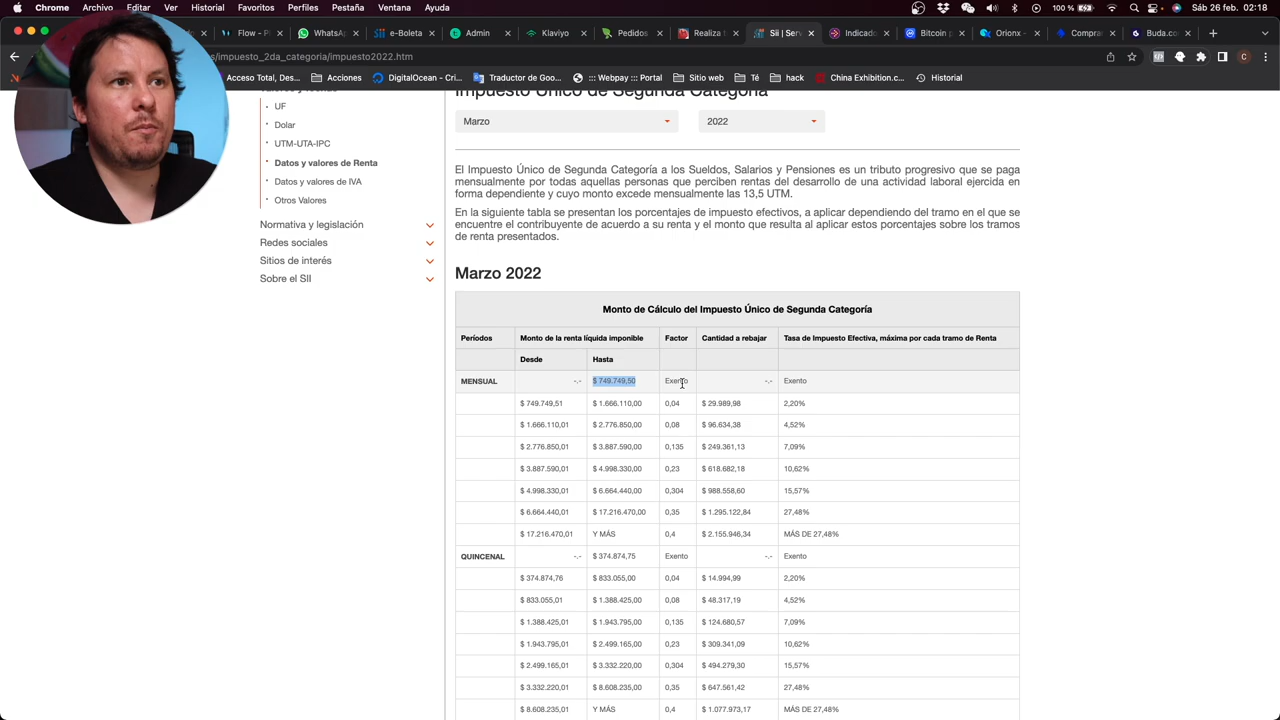 Chrome
Ventana
Ayuda
100 %
Sáb 26 feb. 02:18
Flow – Pl
WhatsA
e-Boleta
Admin
Klaviyo
Pedidos
Realiza t
SII | Serv
Indicado
Bitcoin p
Orionx -
Comprar
Buda.co
s/impuesto_2da_categoria/impuesto2022.htm
Acceso Total, Des...
Acciones
DigitalOcean - Cri...
Traductor de Goo...
::: Webpay ::: Portal
Sitio web
Té
hack
China Exhibition.c...
Historial
UF
Dolar
UTM-UTA-IPC
Datos y valores de Renta
Datos y valores de IVA
Otros Valores
Normativa y legislación
Redes sociales
Sitios de interés
Sobre el SII
Impuesto Único de Segunda Categoría
Marzo 2022
El Impuesto Único de Segunda Categoría a los Sueldos, Salarios y Pensiones es un tributo progresivo que se paga
mensualmente por todas aquellas personas que perciben rentas del desarrollo de una actividad laboral ejercida en
forma dependiente y cuyo monto excede mensualmente las 13,5 UTM.
En la siguiente tabla se presentan los porcentajes de impuesto efectivos, a aplicar dependiendo del tramo en el que se
encuentre el contribuyente de acuerdo a su renta y el monto que resulta al aplicar estos porcentajes sobre los tramos
de renta presentados.
Marzo 2022
Monto de Cálculo del Impuesto Único de Segunda Categoría
Períodos Monto de la renta líquida imponible Factor Cantidad a rebajar Tasa de Impuesto Efectiva, máxima por cada tramo de Renta
Desde Hasta
MENSUAL -.- $ 749.749,50 Exento -.- Exento
$ 749.749,51 $ 1.666.110,00 0,04 $ 29.989,98 2,20%
$ 1.666.110,01 $ 2.776.850,00 0,08 $ 96.634,38 4,52%
$ 2.776.850,01 $ 3.887.590,00 0,135 $ 249.361,13 7,09%
$ 3.887.590,01 $ 4.998.330,00 0,23 $ 618.682,18 10,62%
$ 4.998.330,01 $ 6.664.440,00 0,304 $ 988.558,60 15,57%
$ 6.664.440,01 $ 17.216.470,00 0,35 $ 1.295.122,84 27,48%
$ 17.216.470,01 Y MÁS 0,4 $ 2.155.946,34 MÁS DE 27,48%
QUINCENAL -.- $ 374.874,75 Exento -.- Exento
$ 374.874,76 $ 833.055,00 0,04 $ 14.994,99 2,20%
$ 833.055,01 $ 1.388.425,00 0,08 $ 48.317,19 4,52%
$ 1.388.425,01 $ 1.943.795,00 0,135 $ 124.680,57 7,09%
$ 1.943.795,01 $ 2.499.165,00 0,23 $ 309.341,09 10,62%
$ 2.499.165,01 $ 3.332.220,00 0,304 $ 494.279,30 15,57%
$ 3.332.220,01 $ 8.608.235,00 0,35 $ 647.561,42 27,48%
$ 8.608.235,01 Y MÁS 0,4 $ 1.077.973,17 MÁS DE 27,48%